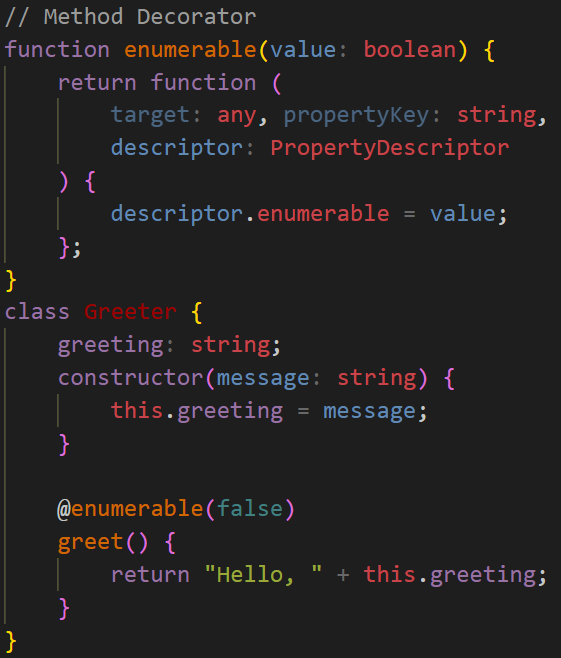 // Method Decorator
function enumerable(value: boolean) {
    return function (
        target: any, propertyKey: string,
        descriptor: PropertyDescriptor
    ) {
        descriptor.enumerable = value;
    };
}
class Greeter {
    greeting: string;
    constructor(message: string) {
        this.greeting = message;
    }

    @enumerable(false)
    greet() {
        return "Hello, " + this.greeting;
    }
}